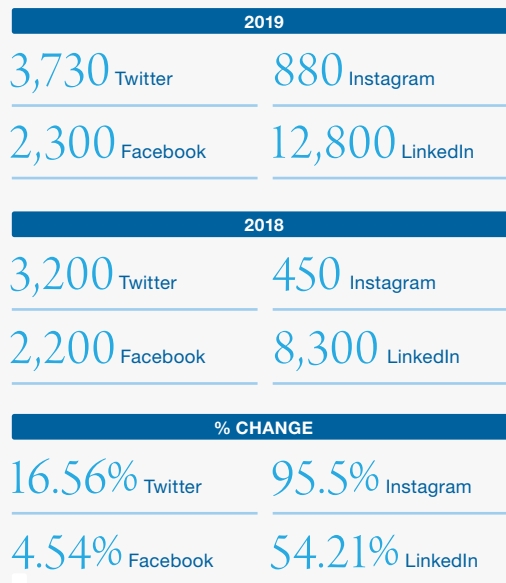 2019
3,730 Twitter 880 Instagram
2,300 Facebook 12,800 LinkedIn
2018
3,200 Twitter 450 Instagram
2,200 Facebook 8,300 LinkedIn
% CHANGE
16.56% Twitter 95.5% Instagram
4.54% Facebook 54.21% LinkedIn